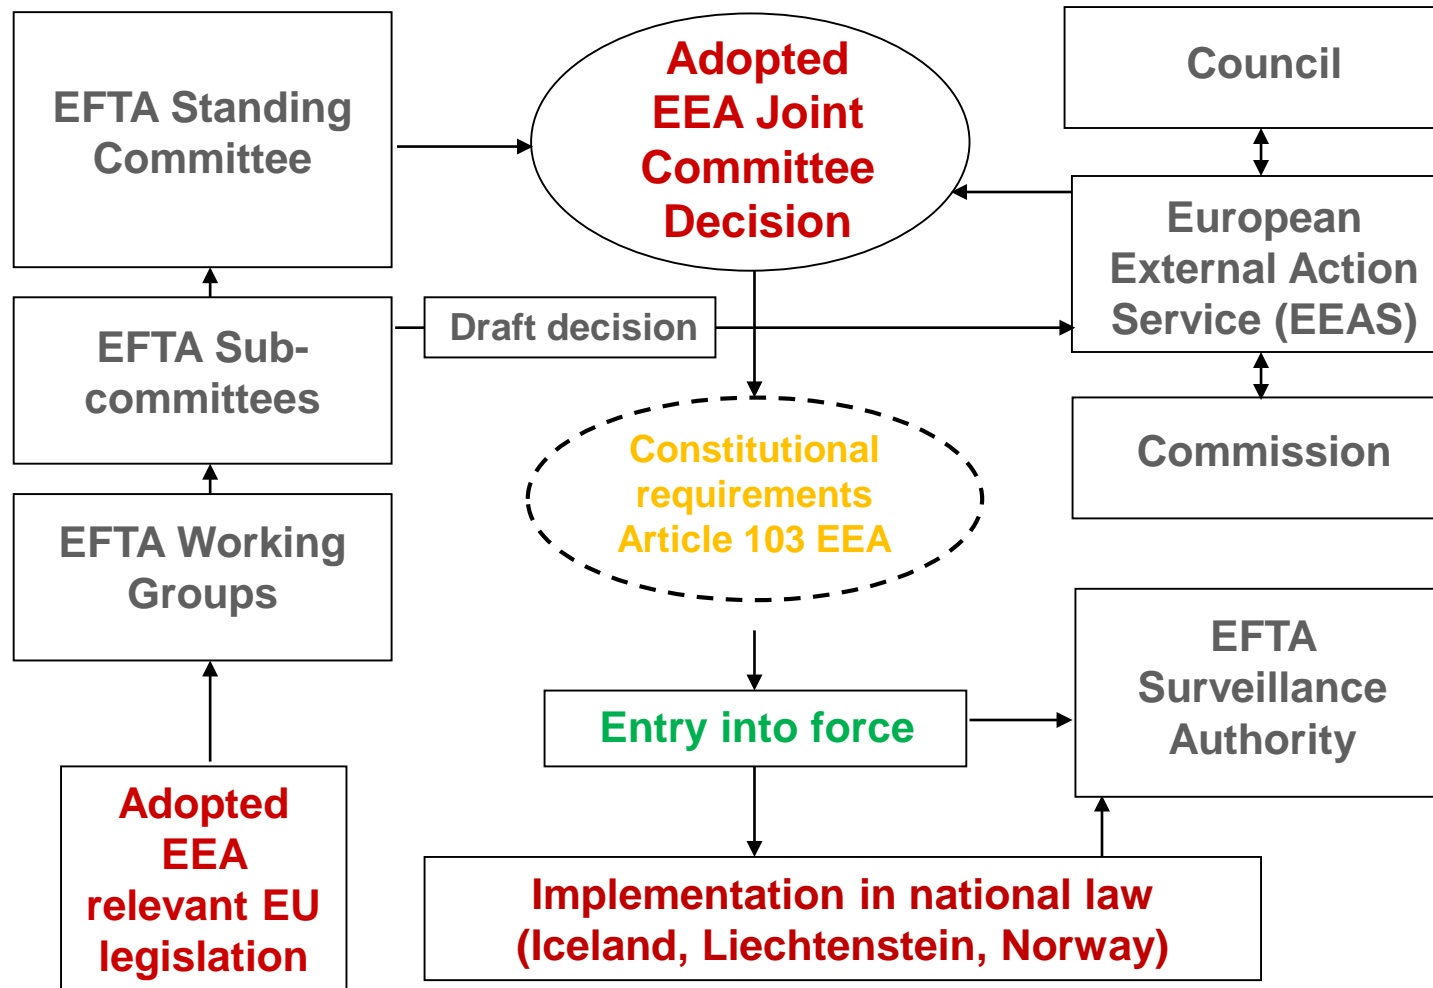 EFTA Standing
Committee
Adopted
EEA Joint
Committee
Decision
Council
European
External Action
Service (EEAS)
EFTA Sub-
committees
Draft decision
Commission
Constitutional
requirements
Article 103 EEA
EFTA Working
Groups
EFTA
Surveillance
Authority
Entry into force
Adopted
EEA
relevant EU
legislation
Implementation in national law
(Iceland, Liechtenstein, Norway)